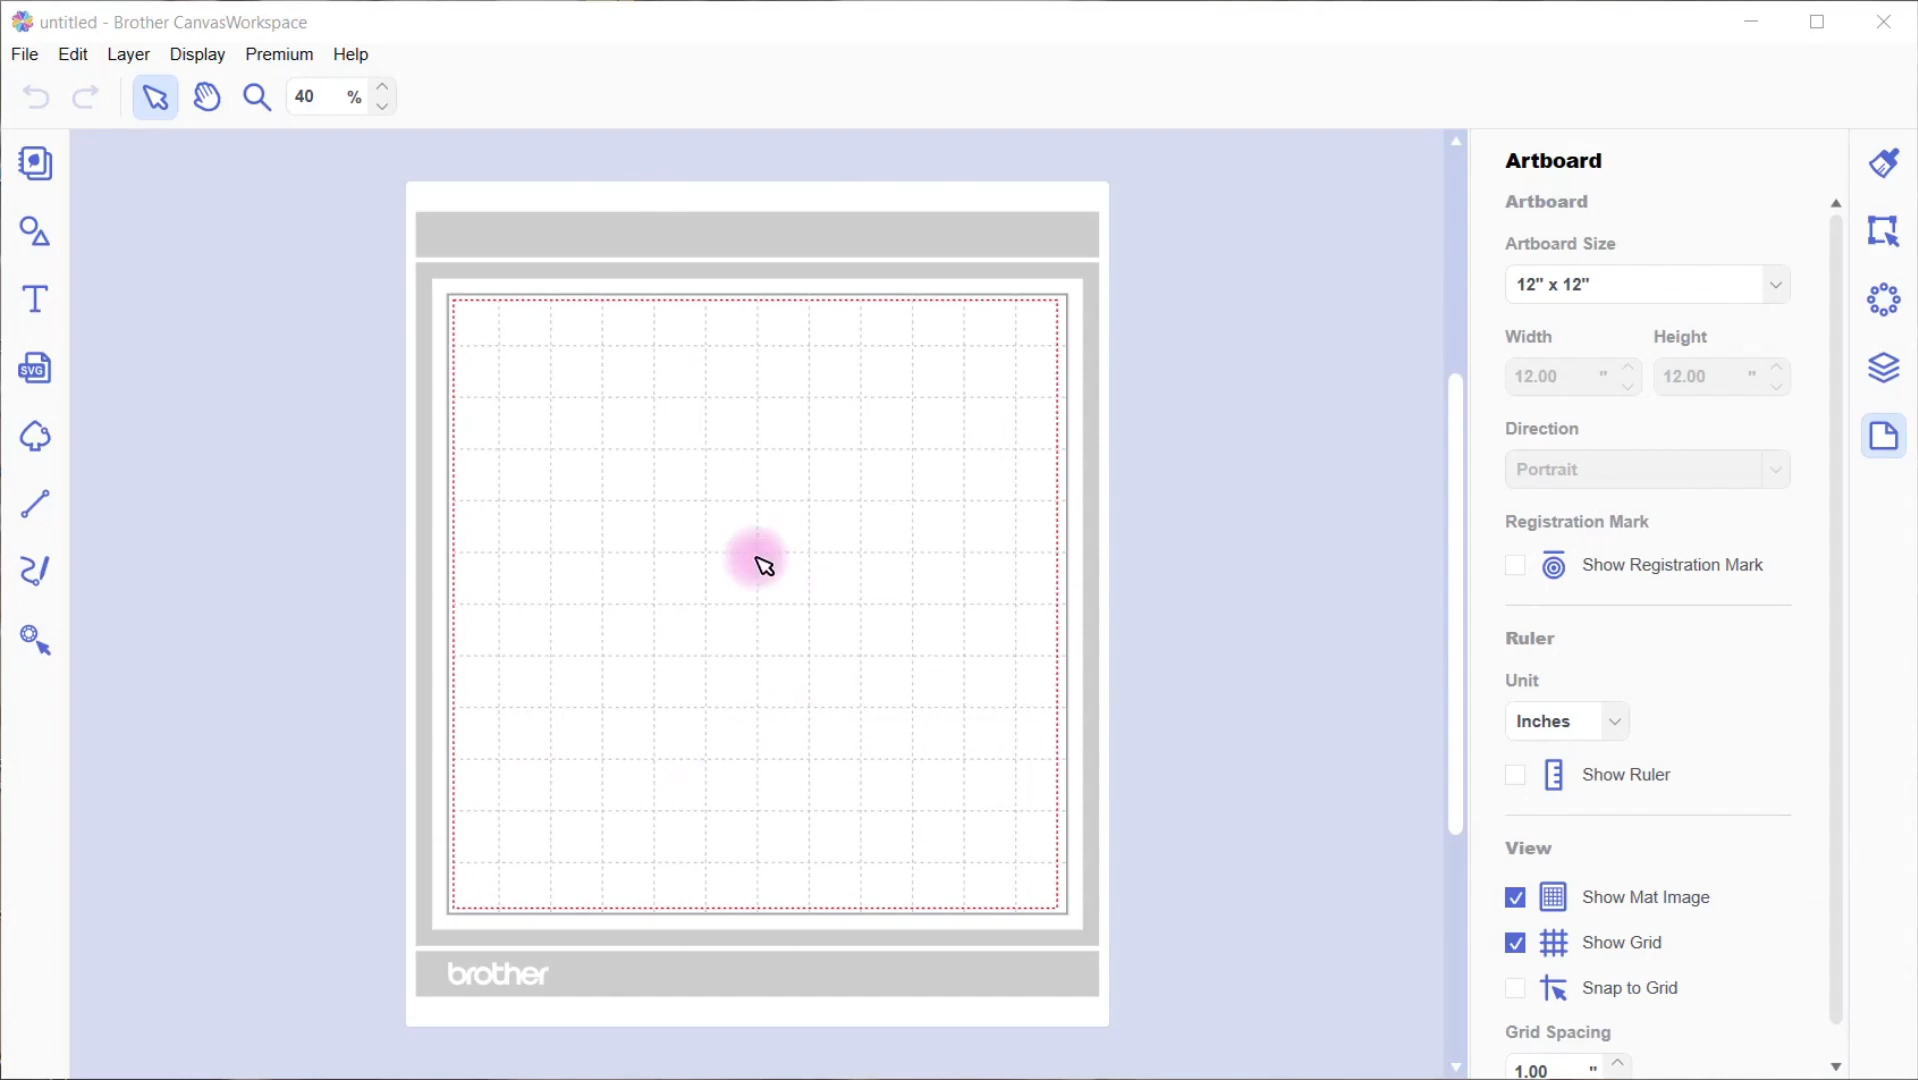 untitled - Brother CanvasWorkspace
File Edit Layer Display Premium Help
40 %
SVG
brother
Artboard
Artboard
Artboard Size
12" x 12"
Width Height
12.00 " 12.00 "
Direction
Portrait
Registration Mark
Show Registration Mark
Ruler
Unit
Inches
Show Ruler
View
Show Mat Image
Show Grid
Snap to Grid
Grid Spacing
1.00 "